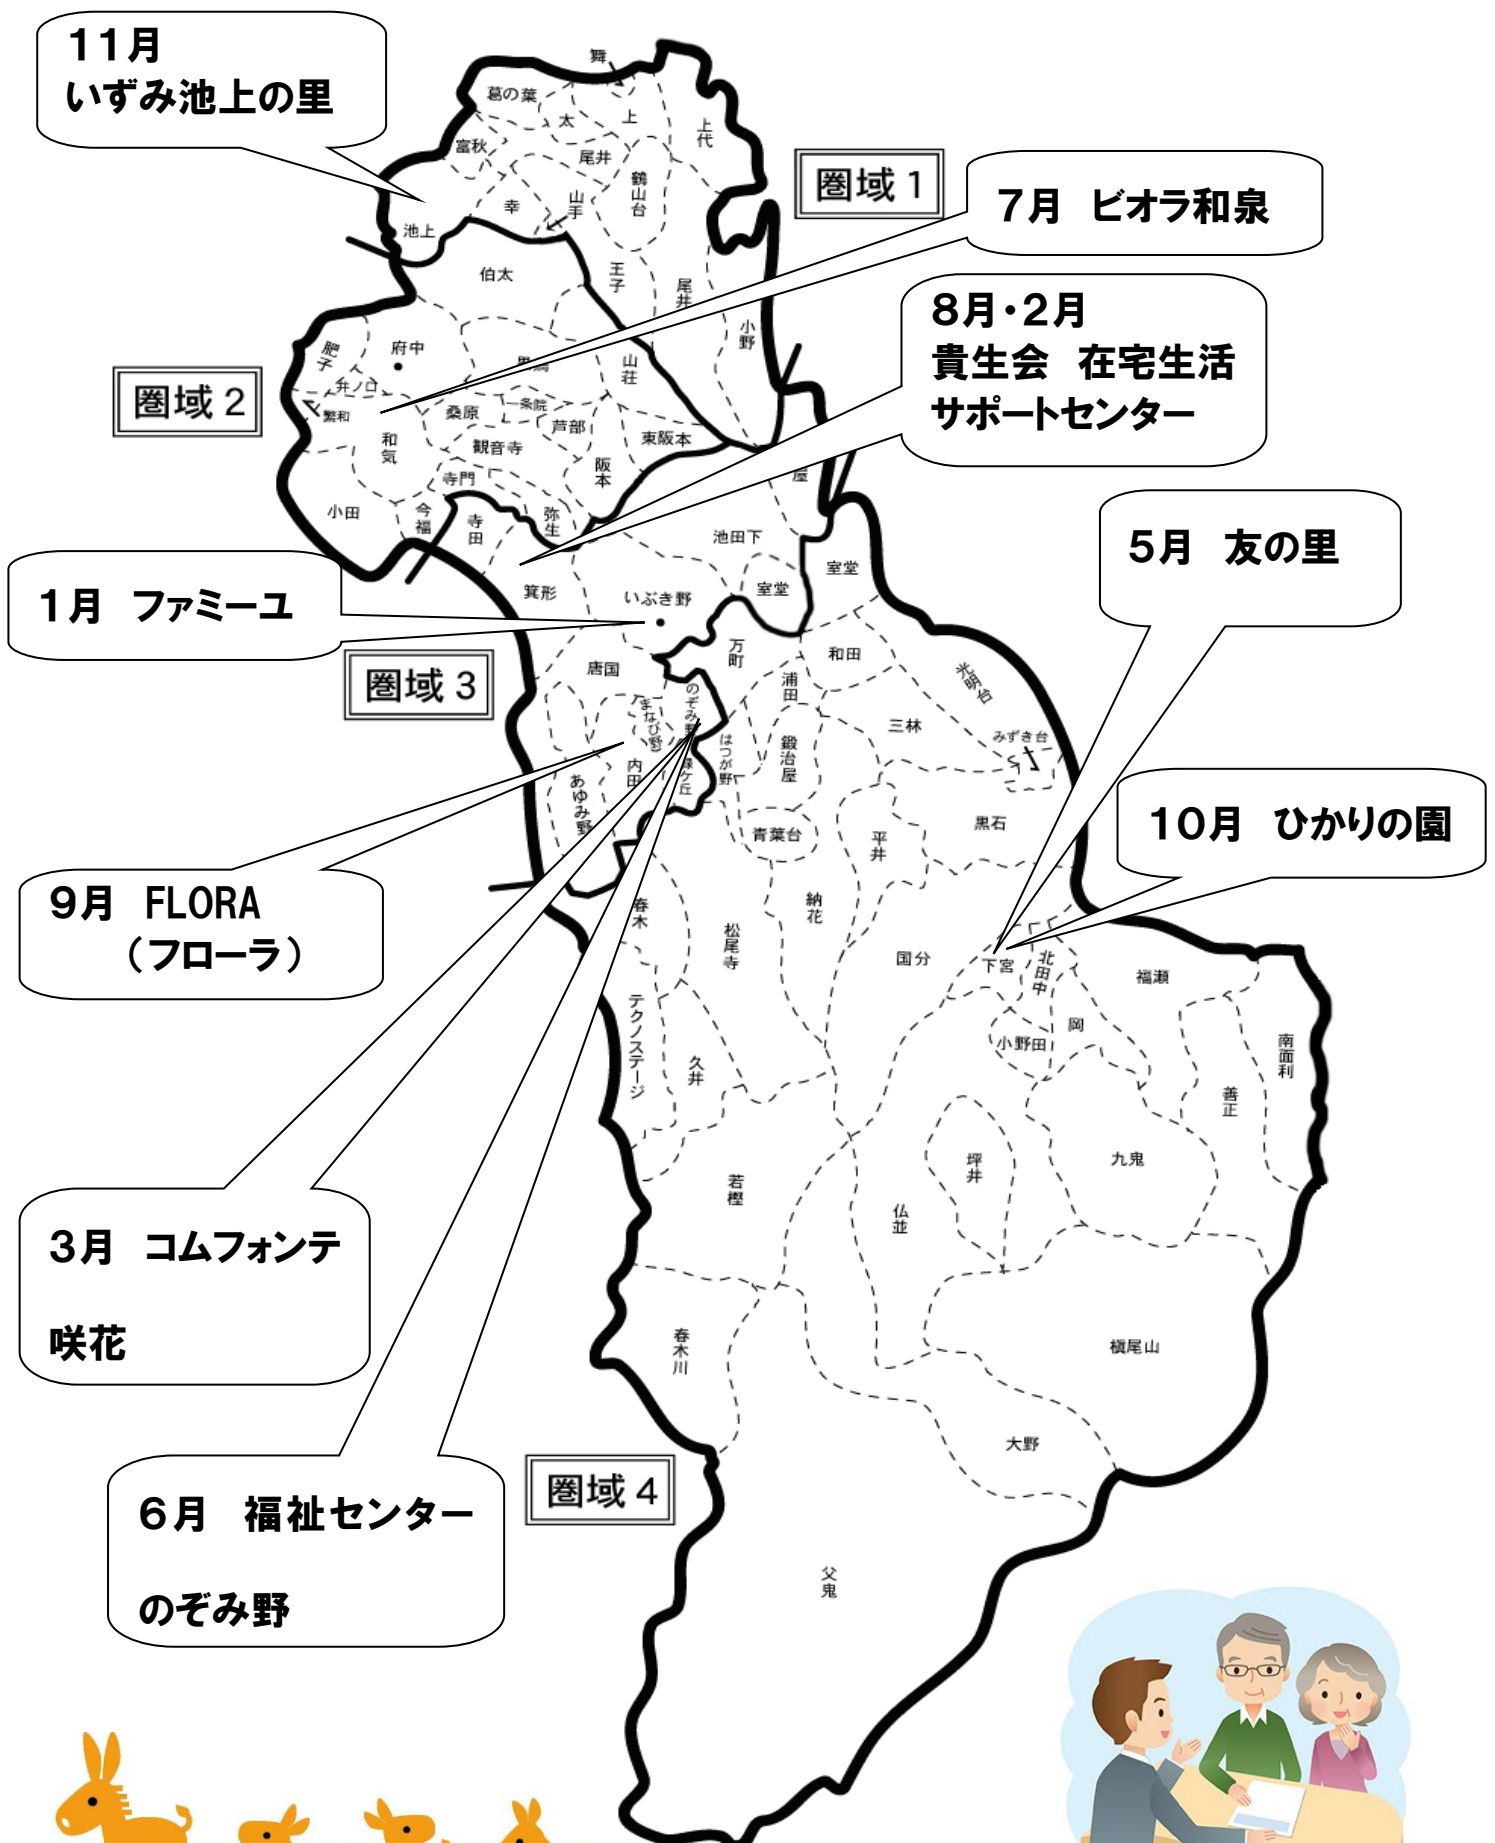 11月
いずみ池上の里
圏域1
7月 ビオラ和泉
8月・2月
貴生会 在宅生活
サポートセンター
圏域2
5月 友の里
1月 ファミーユ
圏域3
10月 ひかりの園
9月 FLORA
(フローラ)
3月 コムフォンテ
咲花
6月 福祉センター
のぞみ野
圏域4
舞
葛の葉
太
上
上代
富秋
尾井
鶴山台
幸
山手
池上
伯太
王子
尾井
小野
肥子
府中
山荘
弁ノ口
繁和
桑原
一条院
芦部
和気
観音寺
東阪本
阪本
寺門
屋
小田
今福
寺田
弥生
池田下
室堂
室堂
箕形
いぶき野
万町
和田
唐国
浦田
光明台
のぞみ野
まなび野
三林
みずき台
はつが野
鍛治屋
内田
緑ケ丘
あゆみ野
青葉台
平井
黒石
春木
納花
松尾寺
国分
下宮
北田中
福瀬
テクノステージ
久井
小野田
岡
南面利
善正
若樫
坪井
九鬼
仏並
春木川
槇尾山
大野
父鬼